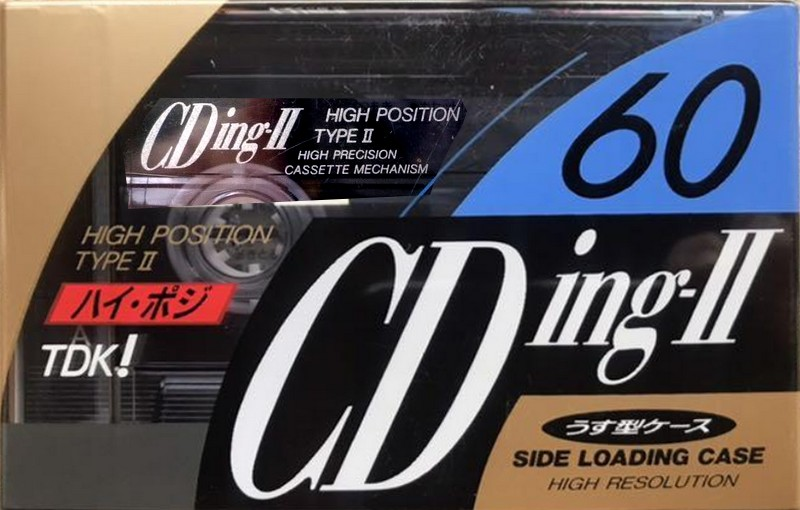 60
CDing-II HIGH POSITION
TYPE II
HIGH PRECISION
CASSETTE MECHANISM
HIGH POSITION
TYPE II
ハイ・ポジ
TDK!
CDing-II
うす型ケース
SIDE LOADING CASE
HIGH RESOLUTION